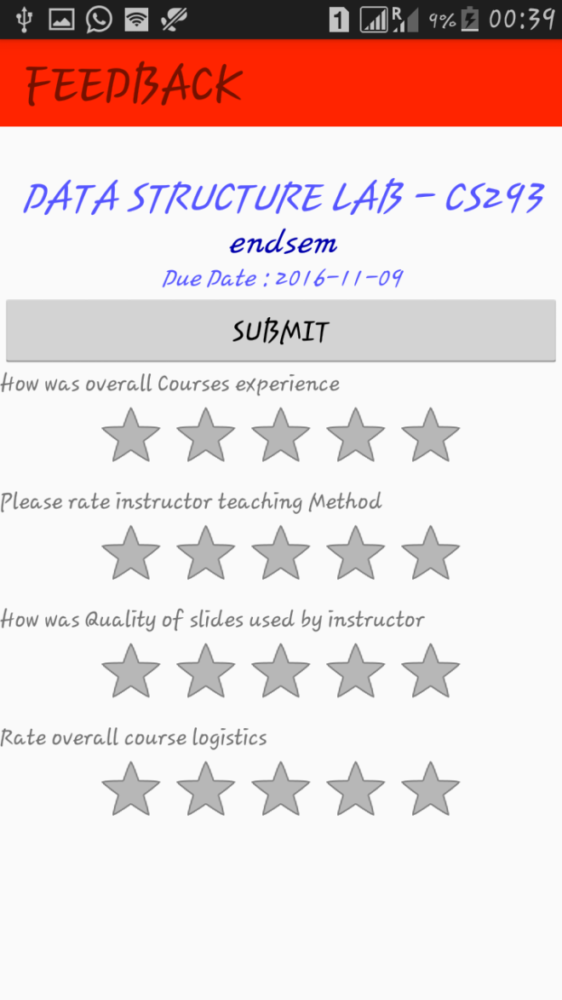 1 R 9% 00:39
FEEDBACK
DATA STRUCTURE LAB - CS293
endsem
Due Date : 2016-11-09
SUBMIT
How was overall Courses experience
Please rate instructor teaching Method
How was Quality of slides used by instructor
Rate overall course logistics